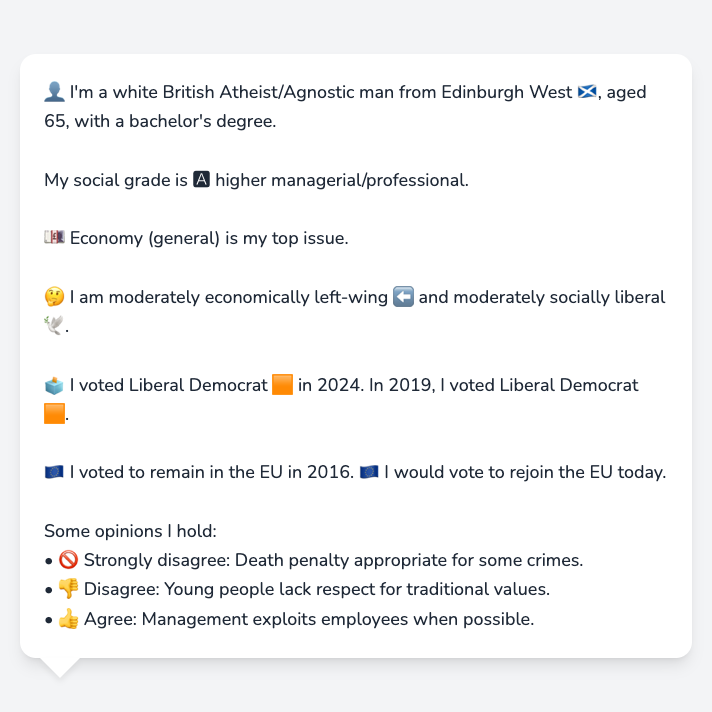 👤 I'm a white British Atheist/Agnostic man from Edinburgh West 🏴󠁧󠁢󠁳󠁣󠁴󠁿, aged
65, with a bachelor's degree.
My social grade is 🅰 higher managerial/professional.
💷 Economy (general) is my top issue.
🤔 I am moderately economically left-wing ⬅️ and moderately socially liberal
🕊️.
🗳️ I voted Liberal Democrat 🟧 in 2024. In 2019, I voted Liberal Democrat
🟧.
🇪🇺 I voted to remain in the EU in 2016. 🇪🇺 I would vote to rejoin the EU today.
Some opinions I hold:
• 🚫 Strongly disagree: Death penalty appropriate for some crimes.
• 👎 Disagree: Young people lack respect for traditional values.
• 👍 Agree: Management exploits employees when possible.